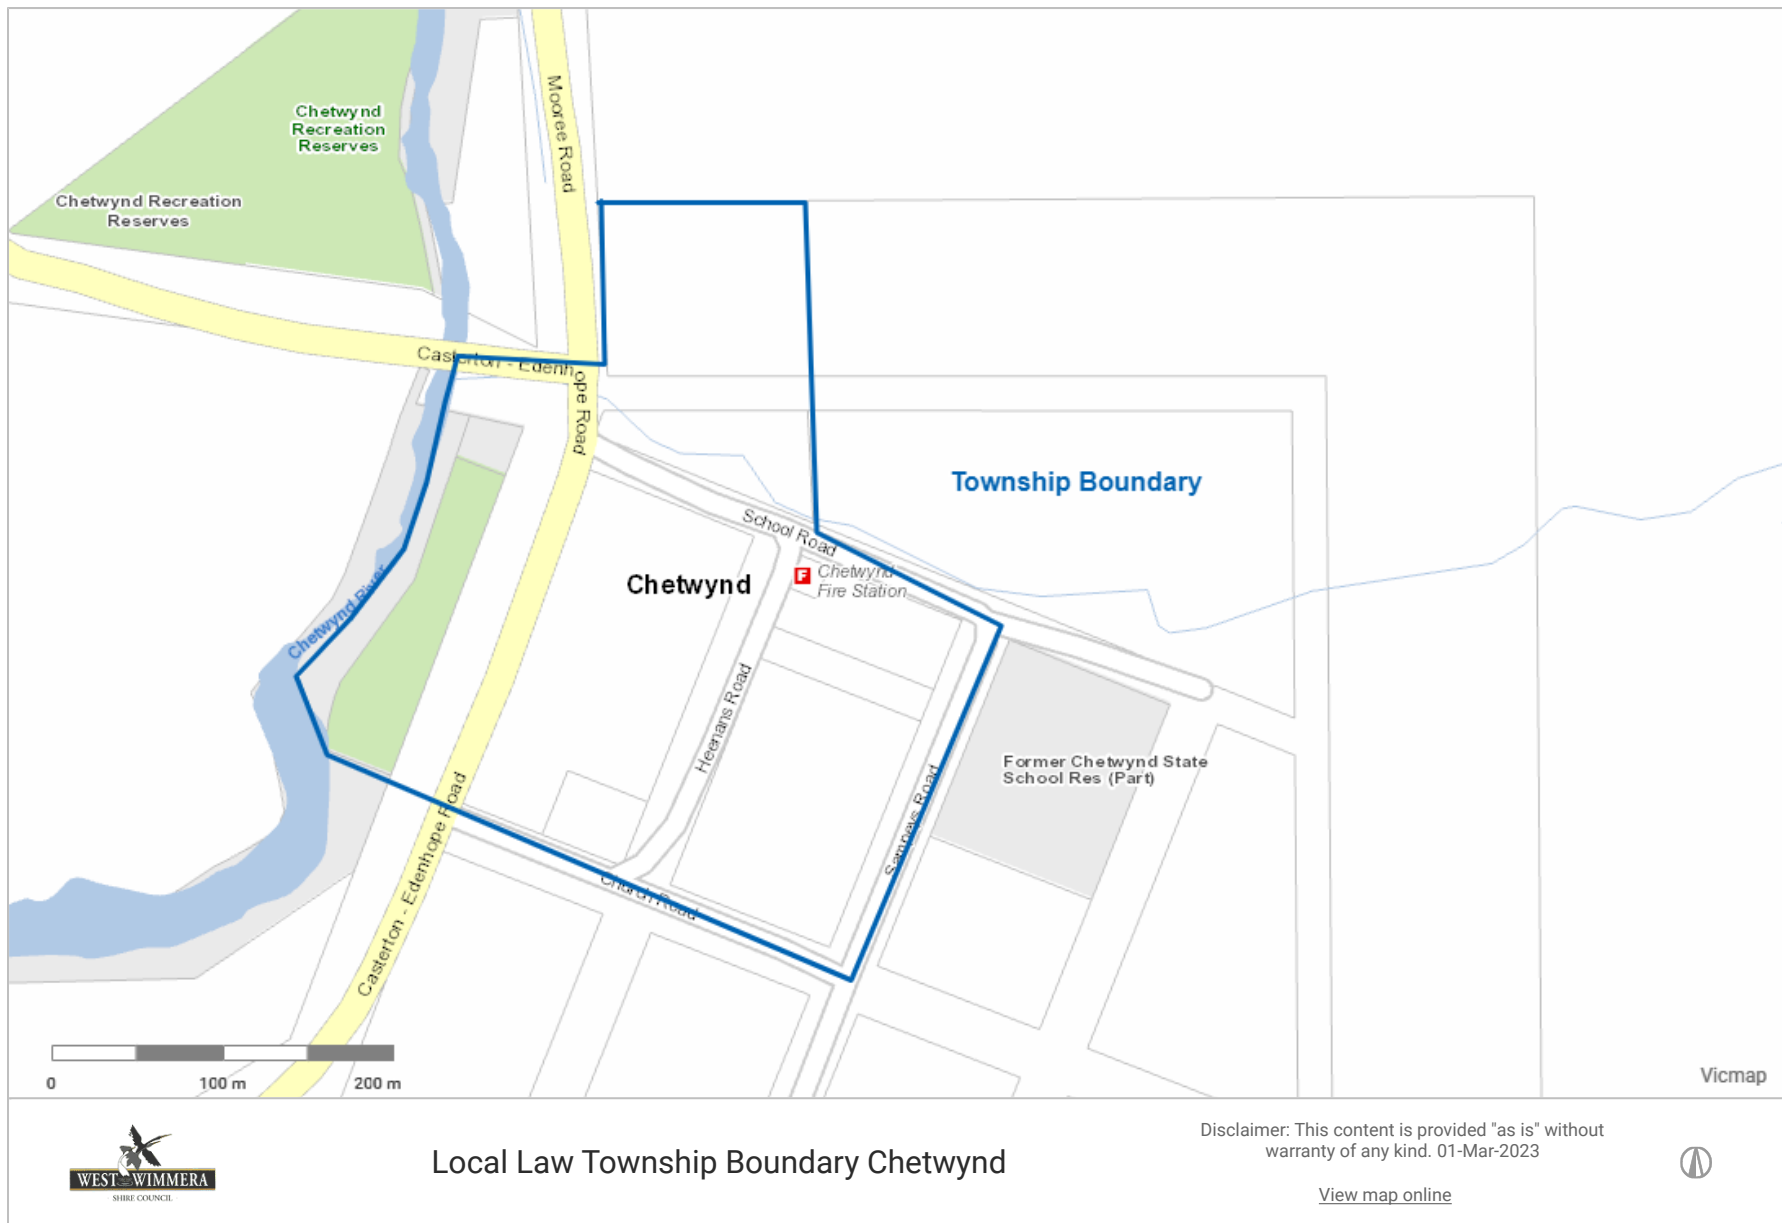 Mooree Road
Chetwynd
Recreation
Reserves
Chetwynd Recreation
Reserves
Casterton - Edenhope Road
Township Boundary
School Road
Chetwynd
F
Chetwynd
Fire Station
Chetwynd River
Heenans Road
Former Chetwynd State
School Res (Part)
Sampeys Road
Casterton - Edenhope Road
Church Road
0
100 m
200 m
Vicmap
WEST WIMMERA
SHIRE COUNCIL
Local Law Township Boundary Chetwynd
Disclaimer: This content is provided "as is" without
warranty of any kind. 01-Mar-2023
View map online